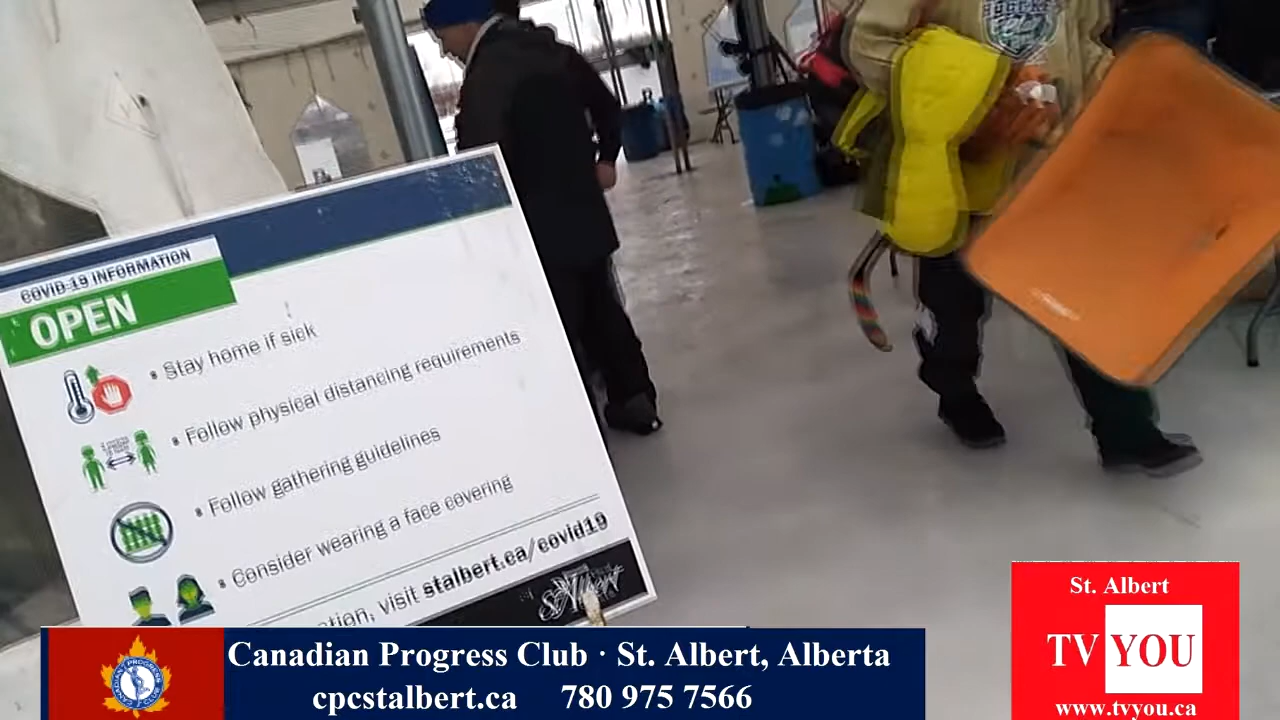 COVID-19 INFORMATION
OPEN
• Stay home if sick
• Follow physical distancing requirements
• Follow gathering guidelines
• Consider wearing a face covering
visit stalbert.ca/covid19
St. Albert
Canadian Progress Club · St. Albert, Alberta
cpcstalbert.ca 780 975 7566
St. Albert
TV YOU
www.tvyou.ca